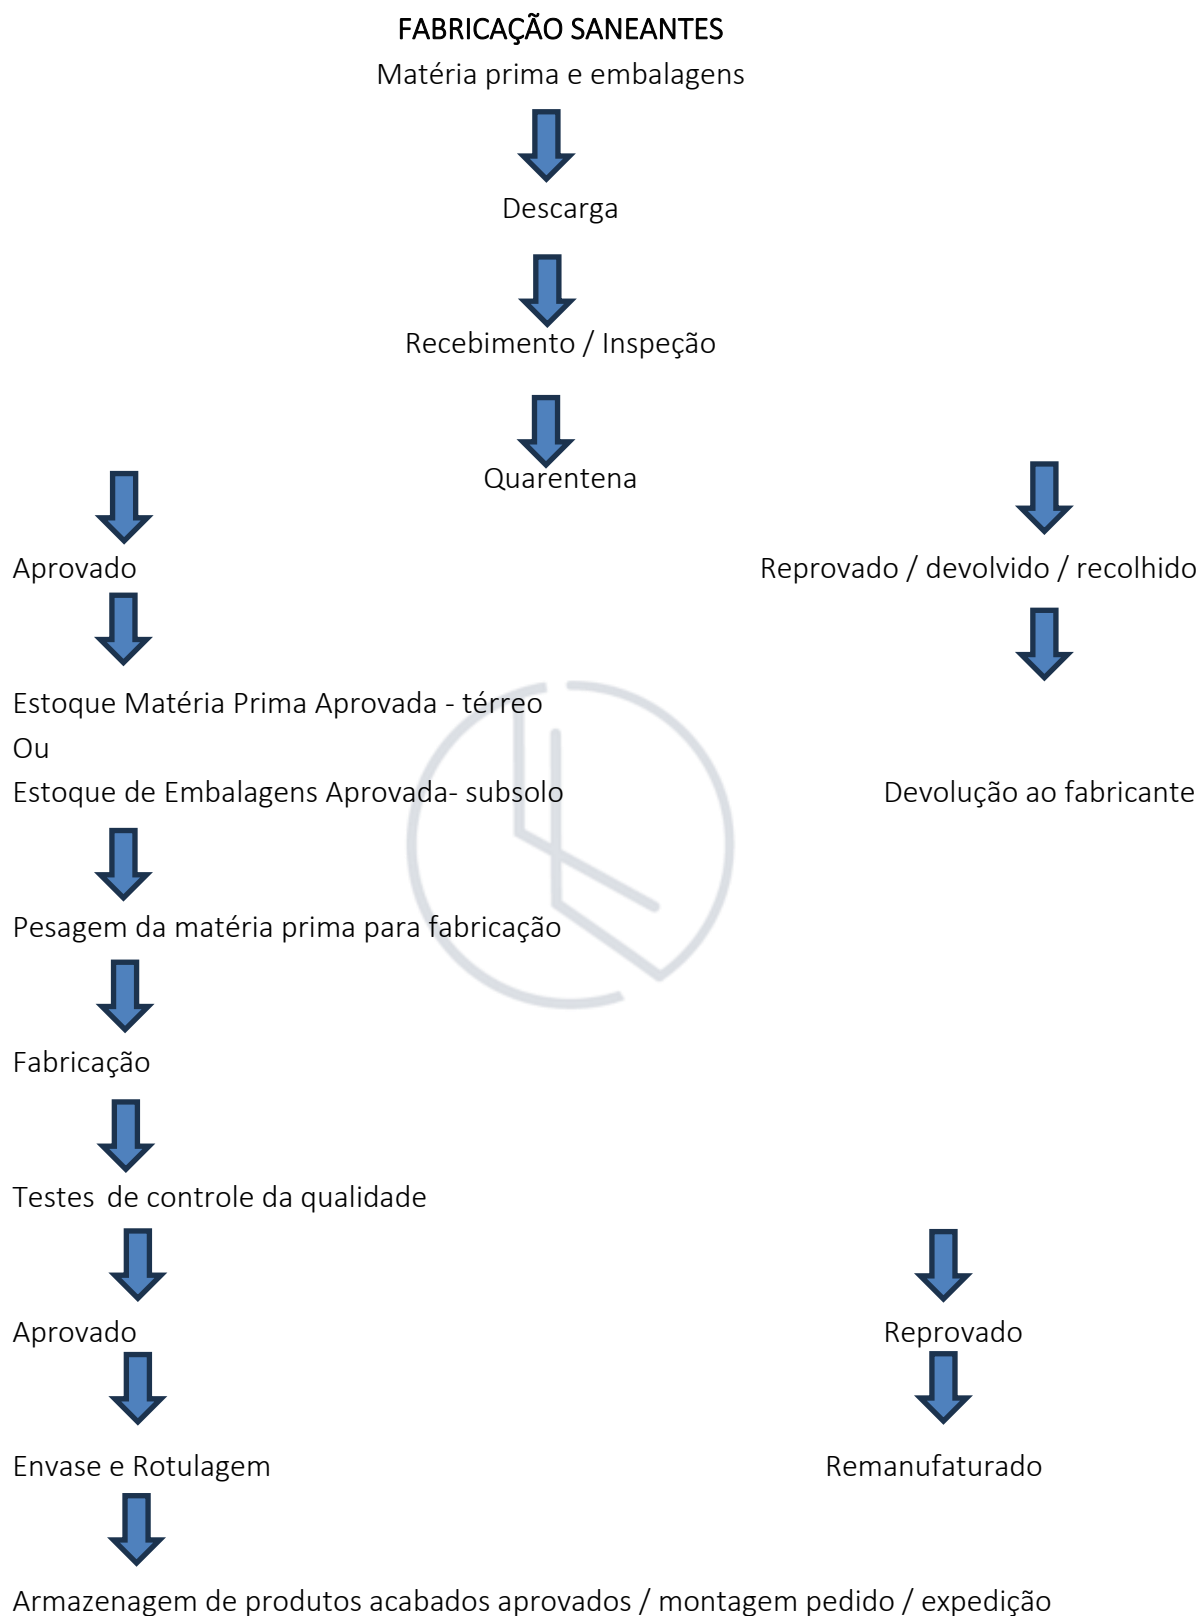 FABRICAÇÃO SANEANTES
Matéria prima e embalagens
Descarga
Recebimento / Inspeção
Quarentena
Aprovado
Reprovado / devolvido / recolhido
Estoque Matéria Prima Aprovada - térreo
Ou
Estoque de Embalagens Aprovada- subsolo
Devolução ao fabricante
Pesagem da matéria prima para fabricação
Fabricação
Testes de controle da qualidade
Aprovado
Reprovado
Envase e Rotulagem
Remanufaturado
Armazenagem de produtos acabados aprovados / montagem pedido / expedição